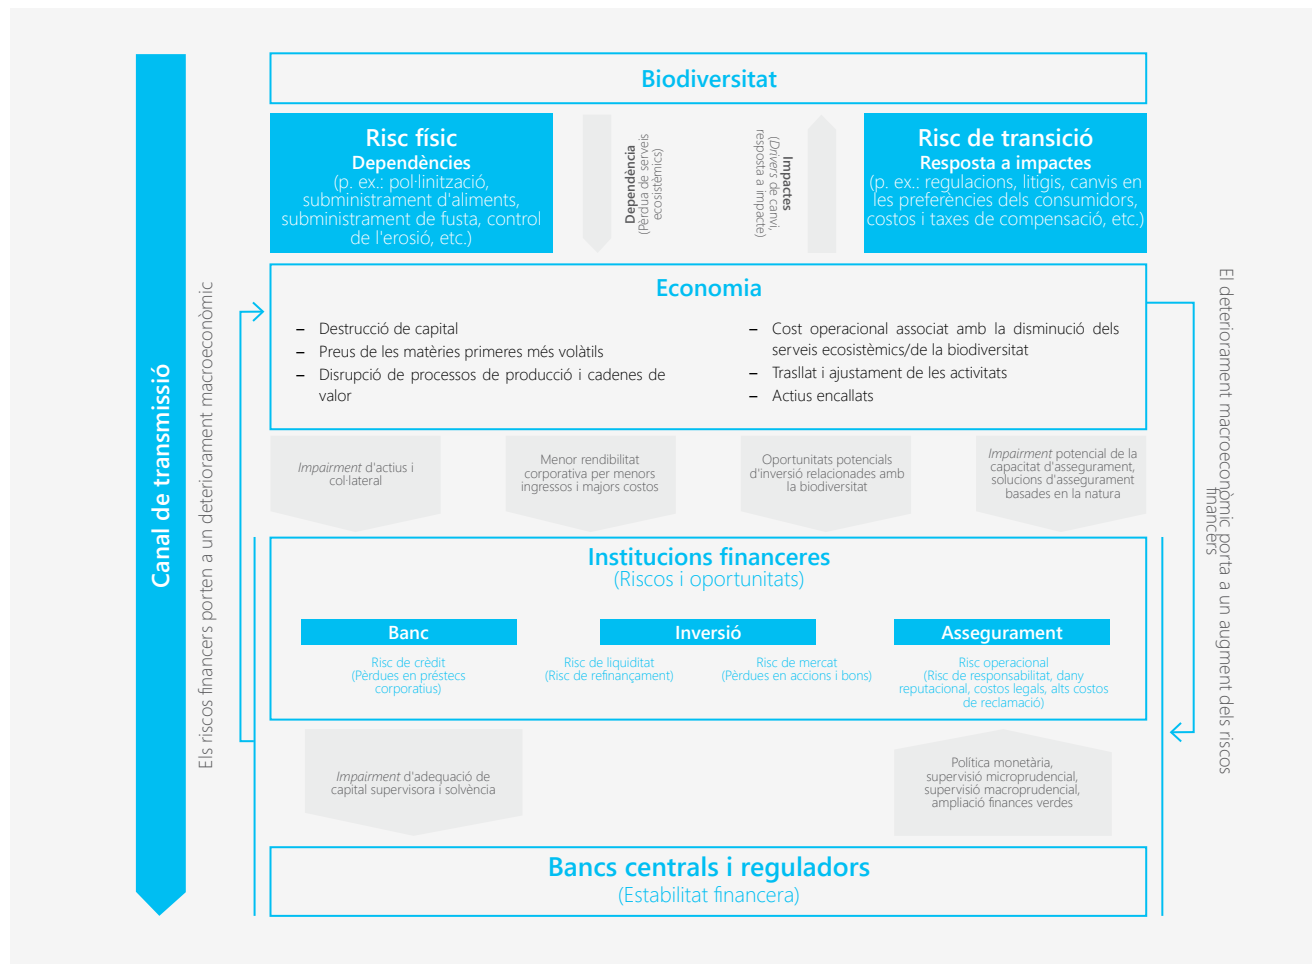 Biodiversitat
Risc físic
Dependències
(p. ex.: pol·linització,
subministrament d'aliments,
subministrament de fusta, control
de l'erosió, etc.)
Dependència
(Pèrdua de serveis
ecosistèmics)
Impactes
(Drivers de canvi,
resposta a impacte)
Risc de transició
Resposta a impactes
(p. ex.: regulacions, litigis, canvis en
les preferències dels consumidors,
costos i taxes de compensació, etc.)
Canal de transmissió
Els riscos financers porten a un deteriorament macroeconòmic
Economia
– Destrucció de capital
– Preus de les matèries primeres més volàtils
– Disrupció de processos de producció i cadenes de
valor
– Cost operacional associat amb la disminució dels
serveis ecosistèmics/de la biodiversitat
– Trasllat i ajustament de les activitats
– Actius encallats
El deteriorament macroeconòmic porta a un augment dels riscos
financers
Impairment d'actius i
col·lateral
Menor rendibilitat
corporativa per menors
ingressos i majors costos
Oportunitats potencials
d'inversió relacionades amb
la biodiversitat
Impairment potencial de la
capacitat d'assegurament,
solucions d'assegurament
basades en la natura
Institucions financeres
(Riscos i oportunitats)
Banc
Inversió
Assegurament
Risc de crèdit
(Pèrdues en préstecs
corporatius)
Risc de liquiditat
(Risc de refinançament)
Risc de mercat
(Pèrdues en accions i bons)
Risc operacional
(Risc de responsabilitat, dany
reputacional, costos legals, alts costos
de reclamació)
Impairment d'adequació de
capital supervisora i solvència
Política monetària,
supervisió microprudencial,
supervisió macroprudencial,
ampliació finances verdes
Bancs centrals i reguladors
(Estabilitat financera)